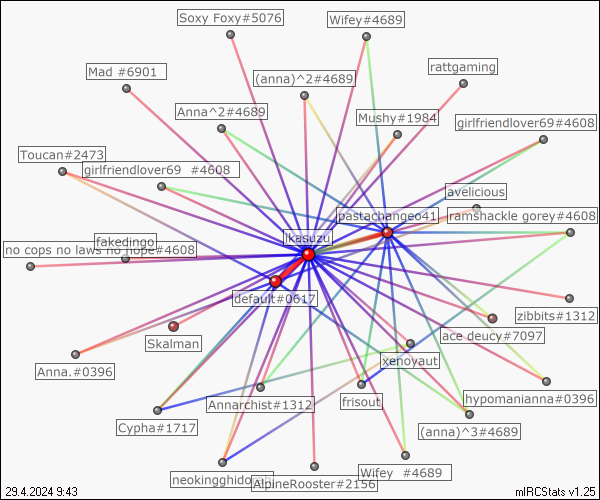 Soxy Foxy#5076
Wifey#4689
Mad #6901
(anna)^2#4689
rattgaming
Anna^2#4689
Mushy#1984
girlfriendlover69#4608
Toucan#2473
girlfriendlover69 #4608
avelicious
pastachangeo41
ramshackle gorey#4608
lkasuzu
fakedingo
no cops no laws no hope#4608
default#0617
zibbits#1312
Skalman
ace deucy#7097
xenoyaut
Anna.#0396
hypomanianna#0396
Annarchist#1312
frisout
Cypha#1717
(anna)^3#4689
neokingghido
Wifey #4689
AlpineRooster#2156
29.4.2024 9:43
mIRCStats v1.25